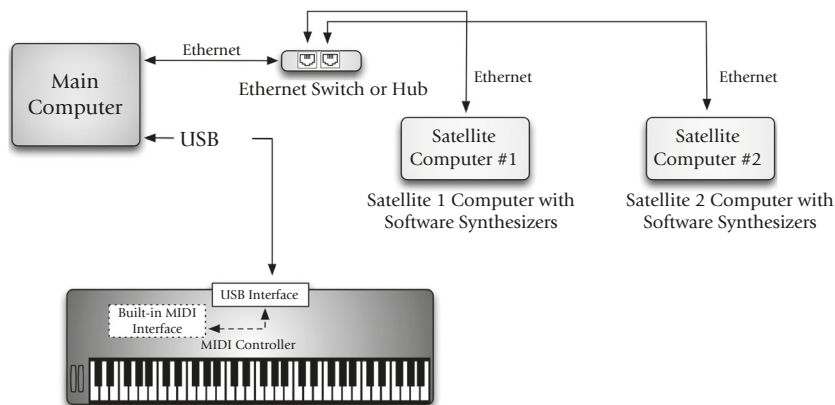 Ethernet
Main
Computer
Ethernet Switch or Hub
Ethernet
Ethernet
USB
Satellite
Computer #1
Satellite
Computer #2
Satellite 1 Computer with
Software Synthesizers
Satellite 2 Computer with
Software Synthesizers
USB Interface
Built-in MIDI
Interface
MIDI Controller